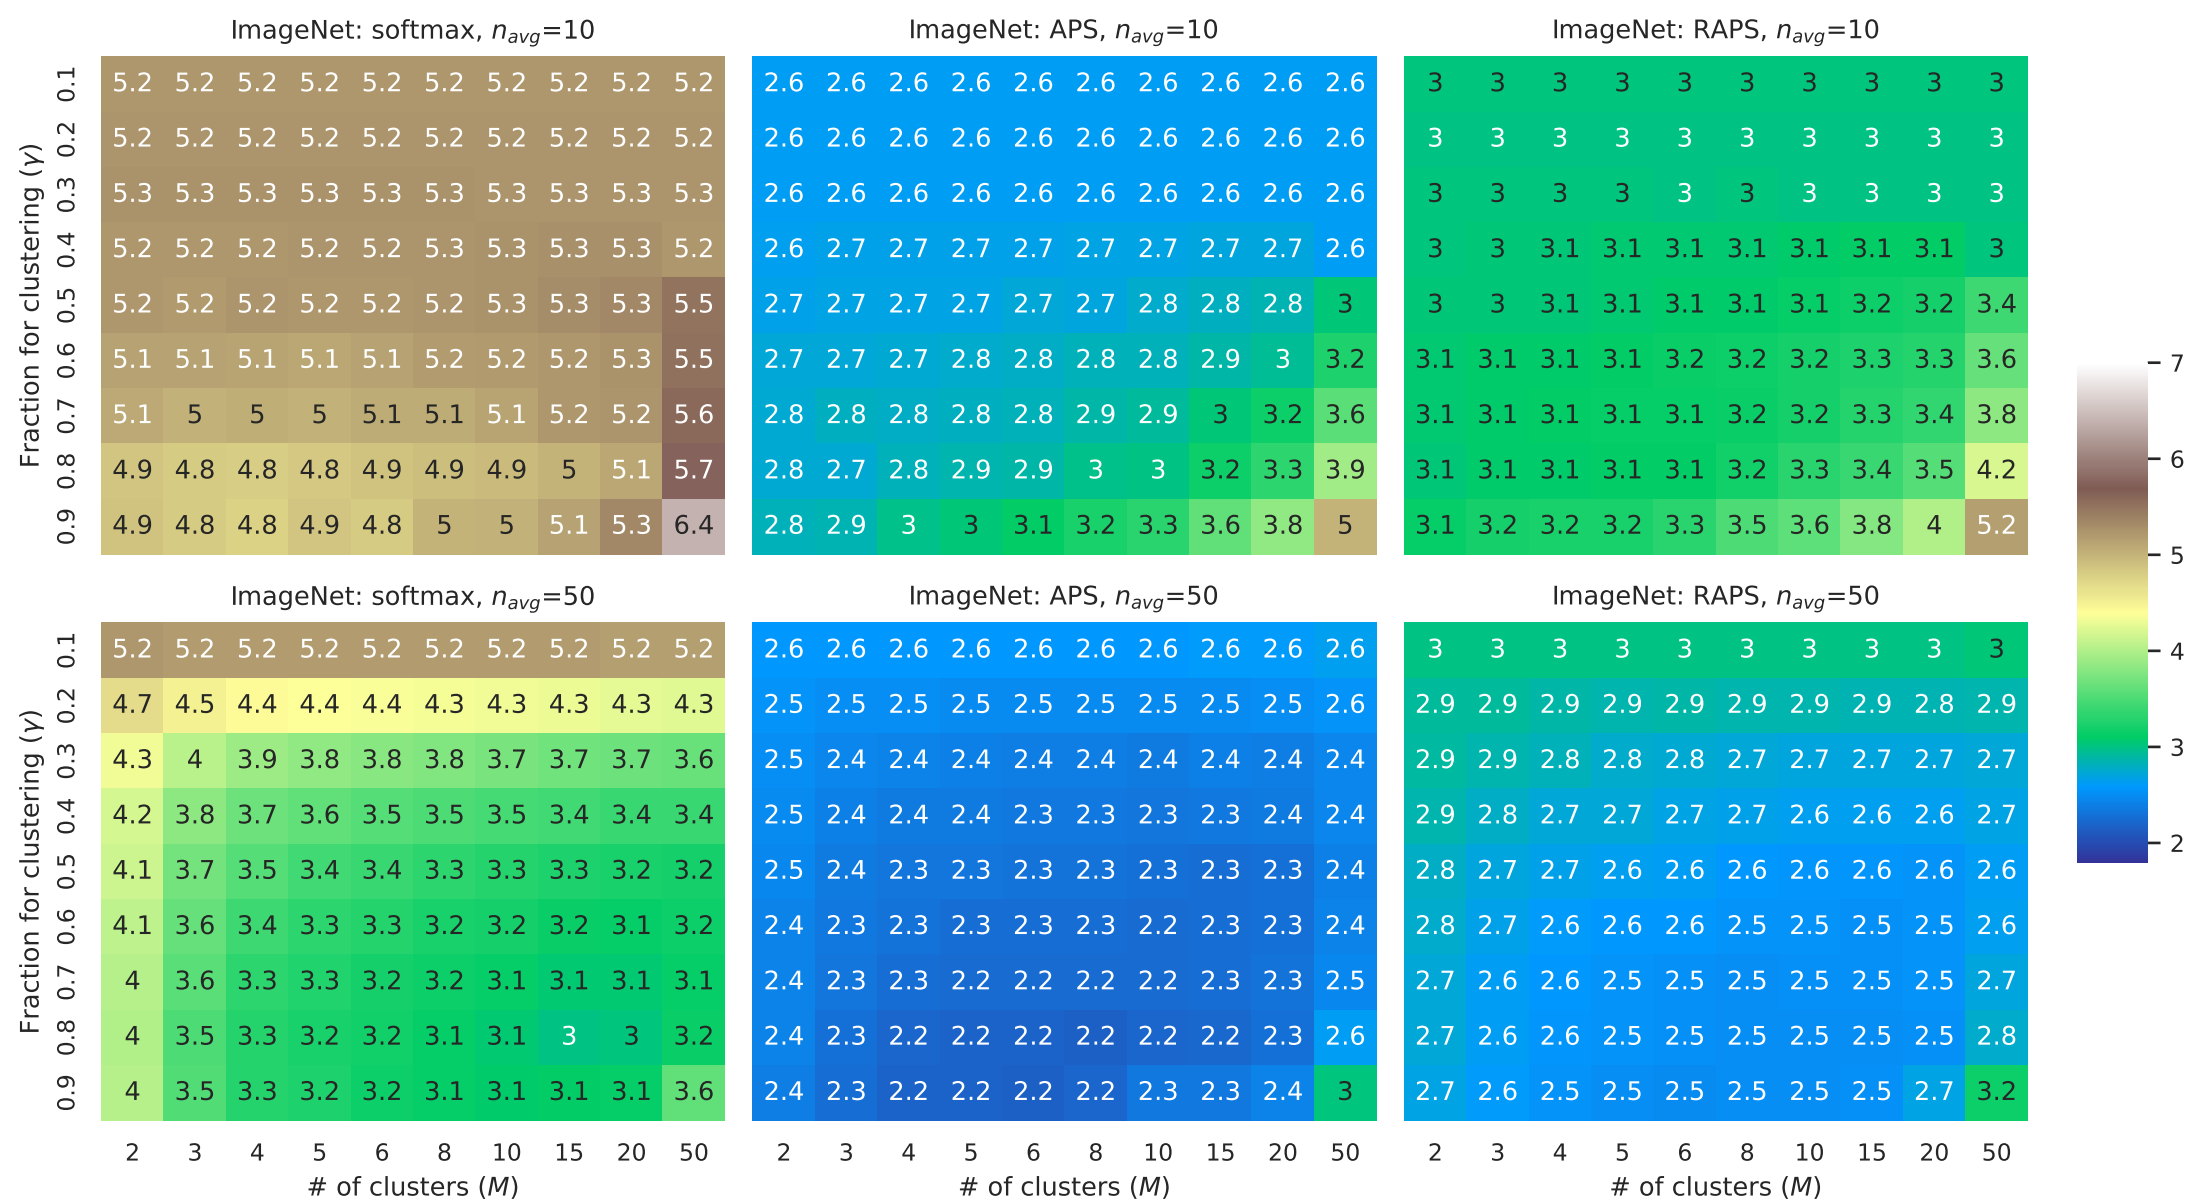 ImageNet: softmax, n_avg=10
0.1 5.2 5.2 5.2 5.2 5.2 5.2 5.2 5.2 5.2 5.2
0.2 5.2 5.2 5.2 5.2 5.2 5.2 5.2 5.2 5.2 5.2
0.3 5.3 5.3 5.3 5.3 5.3 5.3 5.3 5.3 5.3 5.3
0.4 5.2 5.2 5.2 5.2 5.2 5.3 5.3 5.3 5.3 5.2
0.5 5.2 5.2 5.2 5.2 5.2 5.2 5.3 5.3 5.3 5.5
0.6 5.1 5.1 5.1 5.1 5.1 5.2 5.2 5.2 5.3 5.5
0.7 5.1 5 5 5 5.1 5.1 5.1 5.2 5.2 5.6
0.8 4.9 4.8 4.8 4.8 4.9 4.9 4.9 5 5.1 5.7
0.9 4.9 4.8 4.8 4.9 4.8 5 5 5.1 5.3 6.4
Fraction for clustering (γ)
ImageNet: APS, n_avg=10
2.6 2.6 2.6 2.6 2.6 2.6 2.6 2.6 2.6 2.6
2.6 2.6 2.6 2.6 2.6 2.6 2.6 2.6 2.6 2.6
2.6 2.6 2.6 2.6 2.6 2.6 2.6 2.6 2.6 2.6
2.6 2.7 2.7 2.7 2.7 2.7 2.7 2.7 2.7 2.6
2.7 2.7 2.7 2.7 2.7 2.7 2.8 2.8 2.8 3
2.7 2.7 2.7 2.8 2.8 2.8 2.8 2.9 3 3.2
2.8 2.8 2.8 2.8 2.8 2.9 2.9 3 3.2 3.6
2.8 2.7 2.8 2.9 2.9 3 3 3.2 3.3 3.9
2.8 2.9 3 3 3.1 3.2 3.3 3.6 3.8 5
ImageNet: RAPS, n_avg=10
3 3 3 3 3 3 3 3 3 3
3 3 3 3 3 3 3 3 3 3
3 3 3 3 3 3 3 3 3 3
3 3 3.1 3.1 3.1 3.1 3.1 3.1 3.1 3
3 3 3.1 3.1 3.1 3.1 3.1 3.2 3.2 3.4
3.1 3.1 3.1 3.1 3.2 3.2 3.2 3.3 3.3 3.6
3.1 3.1 3.1 3.1 3.1 3.2 3.2 3.3 3.4 3.8
3.1 3.1 3.1 3.1 3.1 3.2 3.3 3.4 3.5 4.2
3.1 3.2 3.2 3.2 3.3 3.5 3.6 3.8 4 5.2
ImageNet: softmax, n_avg=50
0.1 5.2 5.2 5.2 5.2 5.2 5.2 5.2 5.2 5.2 5.2
0.2 4.7 4.5 4.4 4.4 4.4 4.3 4.3 4.3 4.3 4.3
0.3 4.3 4 3.9 3.8 3.8 3.8 3.7 3.7 3.7 3.6
0.4 4.2 3.8 3.7 3.6 3.5 3.5 3.5 3.4 3.4 3.4
0.5 4.1 3.7 3.5 3.4 3.4 3.3 3.3 3.3 3.2 3.2
0.6 4.1 3.6 3.4 3.3 3.3 3.2 3.2 3.2 3.1 3.2
0.7 4 3.6 3.3 3.3 3.2 3.2 3.1 3.1 3.1 3.1
0.8 4 3.5 3.3 3.2 3.2 3.1 3.1 3 3 3.2
0.9 4 3.5 3.3 3.2 3.2 3.1 3.1 3.1 3.1 3.6
2 3 4 5 6 8 10 15 20 50
Fraction for clustering (γ)
# of clusters (M)
ImageNet: APS, n_avg=50
2.6 2.6 2.6 2.6 2.6 2.6 2.6 2.6 2.6 2.6
2.5 2.5 2.5 2.5 2.5 2.5 2.5 2.5 2.5 2.6
2.5 2.4 2.4 2.4 2.4 2.4 2.4 2.4 2.4 2.4
2.5 2.4 2.4 2.4 2.3 2.3 2.3 2.3 2.4 2.4
2.5 2.4 2.3 2.3 2.3 2.3 2.3 2.3 2.3 2.4
2.4 2.3 2.3 2.3 2.3 2.3 2.2 2.3 2.3 2.4
2.4 2.3 2.3 2.2 2.2 2.2 2.2 2.3 2.3 2.5
2.4 2.3 2.2 2.2 2.2 2.2 2.2 2.2 2.3 2.6
2.4 2.3 2.2 2.2 2.2 2.2 2.3 2.3 2.4 3
2 3 4 5 6 8 10 15 20 50
# of clusters (M)
ImageNet: RAPS, n_avg=50
3 3 3 3 3 3 3 3 3 3
2.9 2.9 2.9 2.9 2.9 2.9 2.9 2.9 2.8 2.9
2.9 2.9 2.8 2.8 2.8 2.7 2.7 2.7 2.7 2.7
2.9 2.8 2.7 2.7 2.7 2.7 2.6 2.6 2.6 2.7
2.8 2.7 2.7 2.6 2.6 2.6 2.6 2.6 2.6 2.6
2.8 2.7 2.6 2.6 2.6 2.5 2.5 2.5 2.5 2.6
2.7 2.6 2.6 2.5 2.5 2.5 2.5 2.5 2.5 2.7
2.7 2.6 2.6 2.5 2.5 2.5 2.5 2.5 2.5 2.8
2.7 2.6 2.5 2.5 2.5 2.5 2.5 2.5 2.7 3.2
2 3 4 5 6 8 10 15 20 50
# of clusters (M)
7
6
5
4
3
2